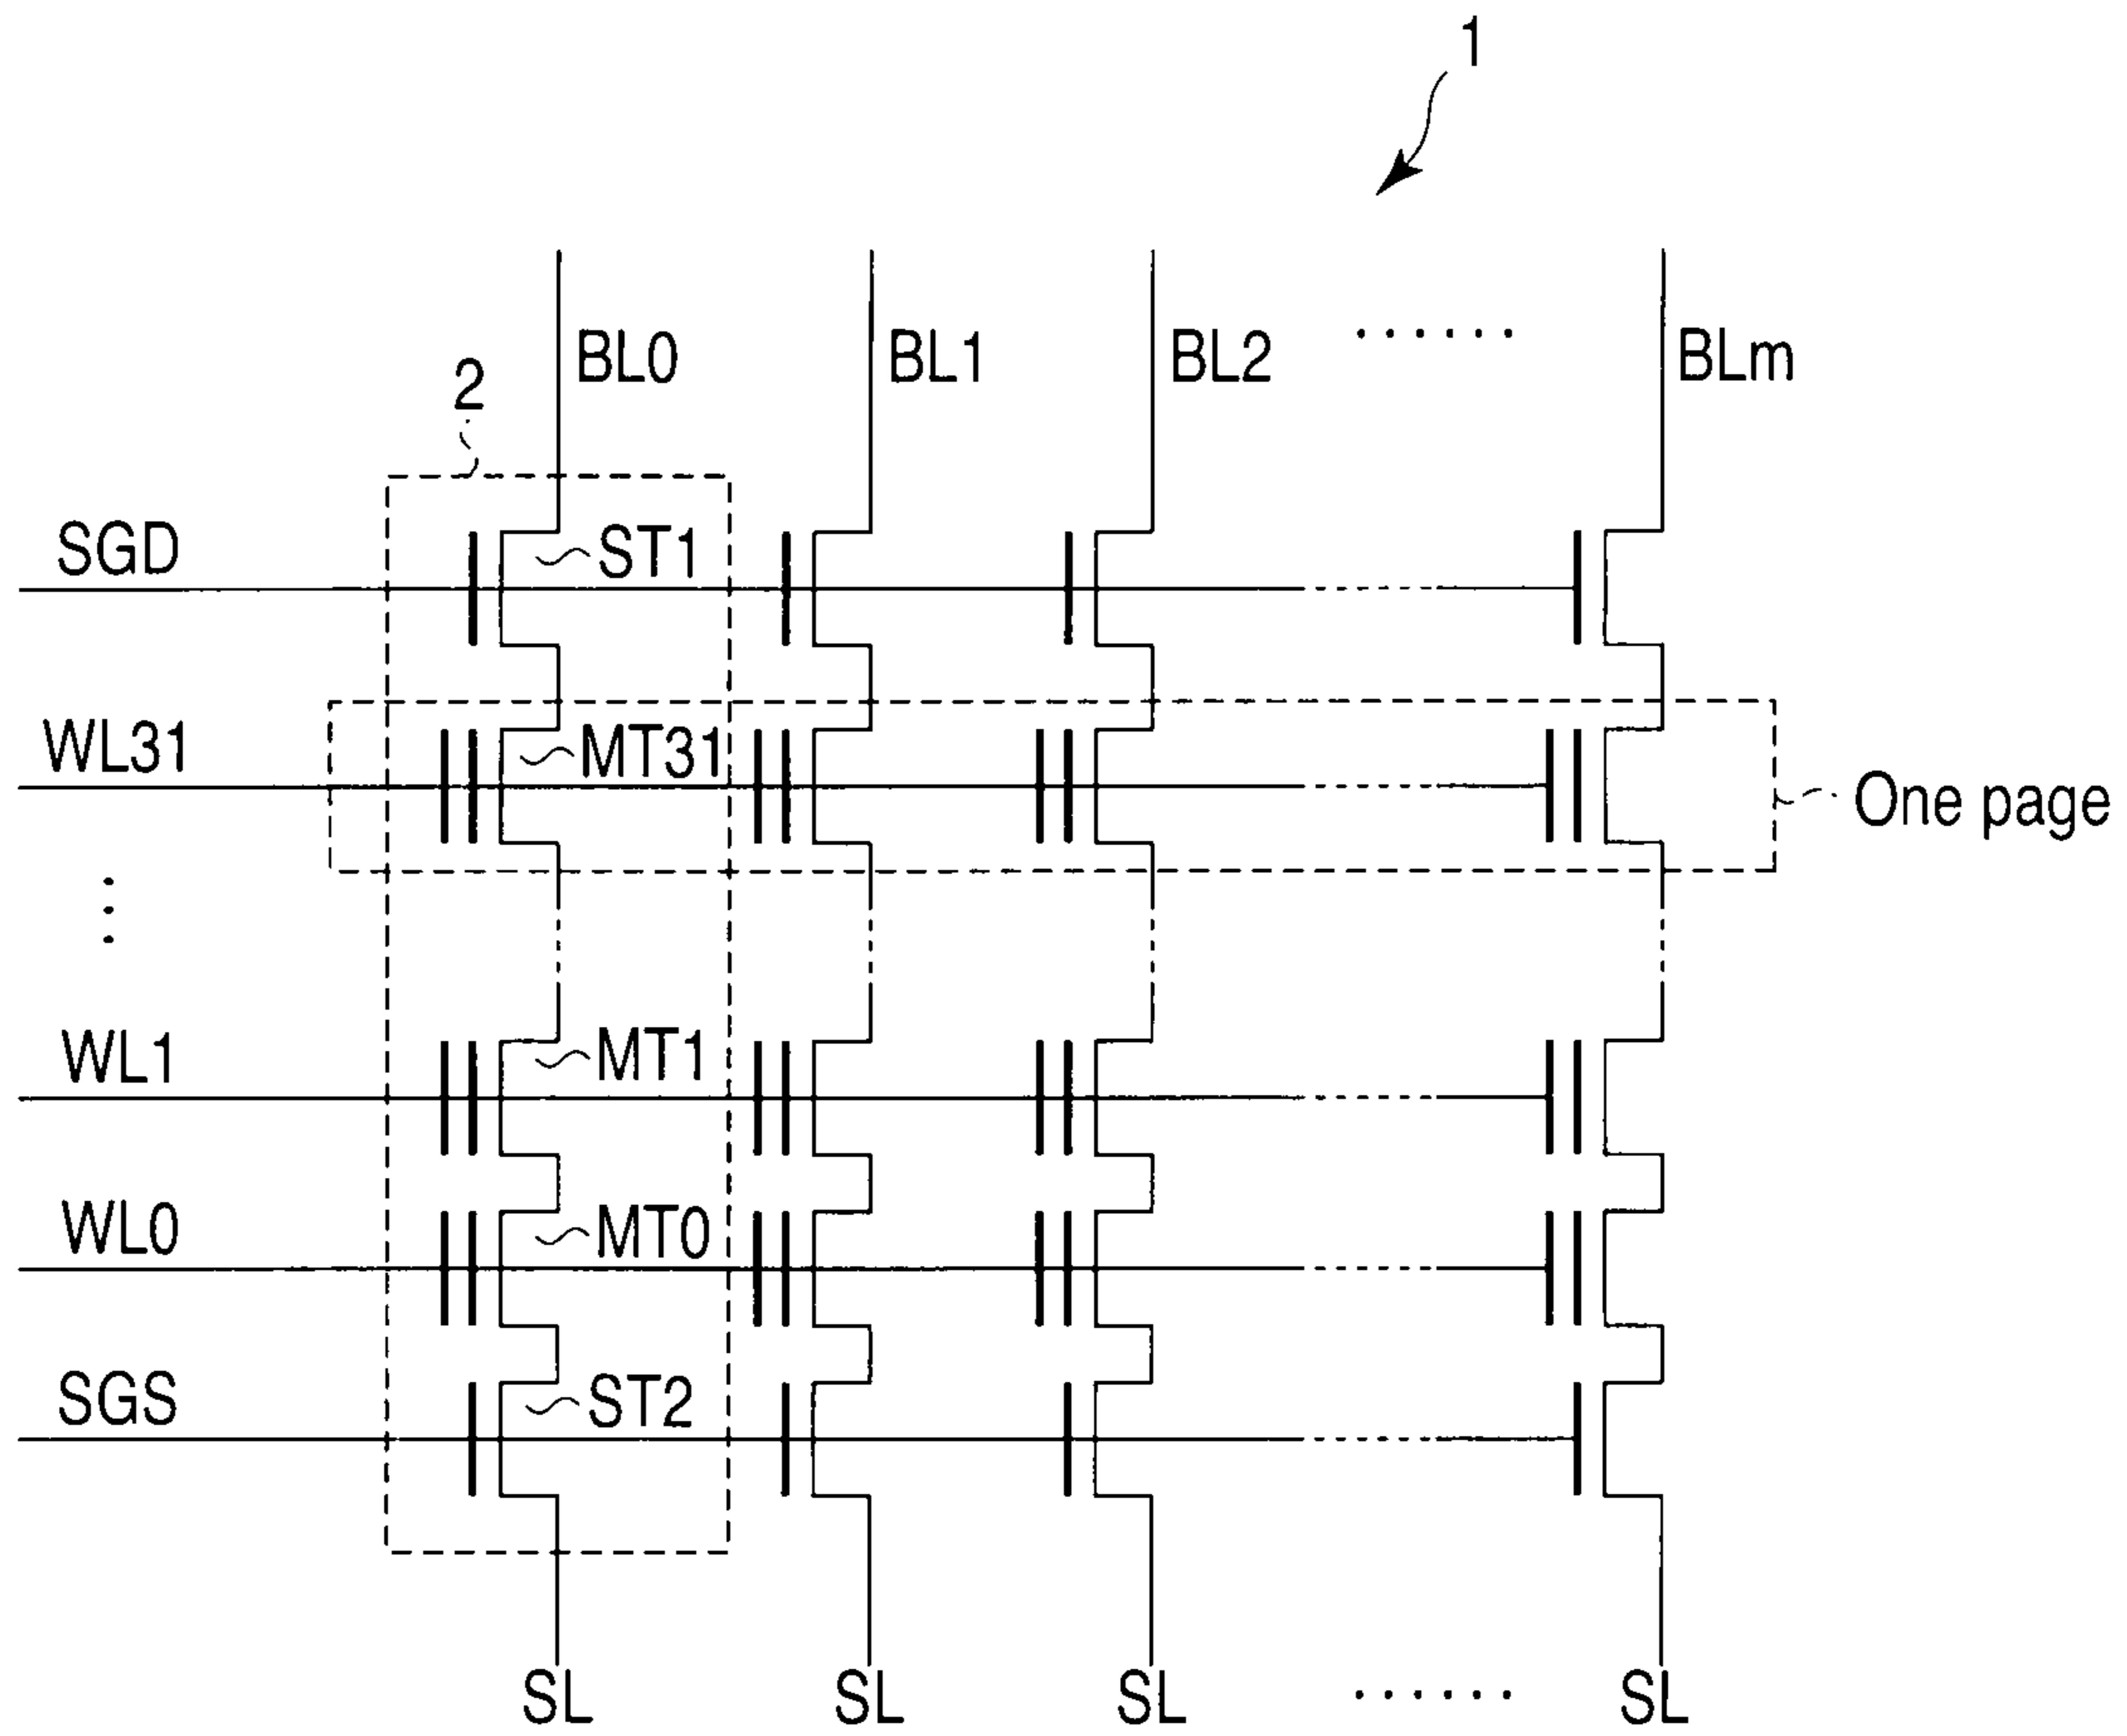 1
BL0 BL1 BL2 ...... BLm
2
SGD ST1
WL31 MT31
One page
WL1 MT1
WL0 MT0
SGS ST2
SL SL SL ...... SL